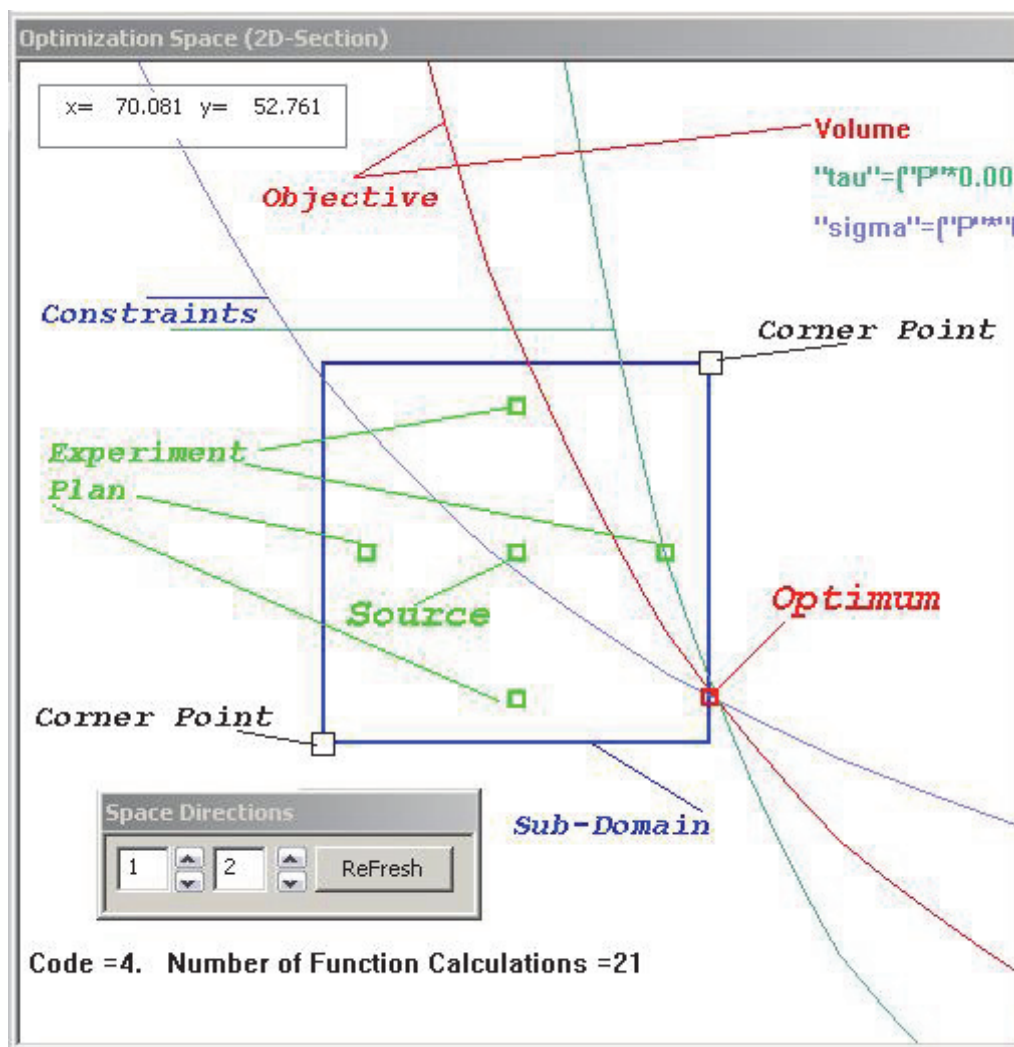 Optimization Space (2D-Section)
x= 70.081 y= 52.761
Volume
Objective
"tau"=("P"*0.00
"sigma"=("P"*"
Constraints
Corner Point
Experiment
Plan
Source
Optimum
Corner Point
Space Directions
Sub-Domain
1 2 ReFresh
Code =4. Number of Function Calculations =21